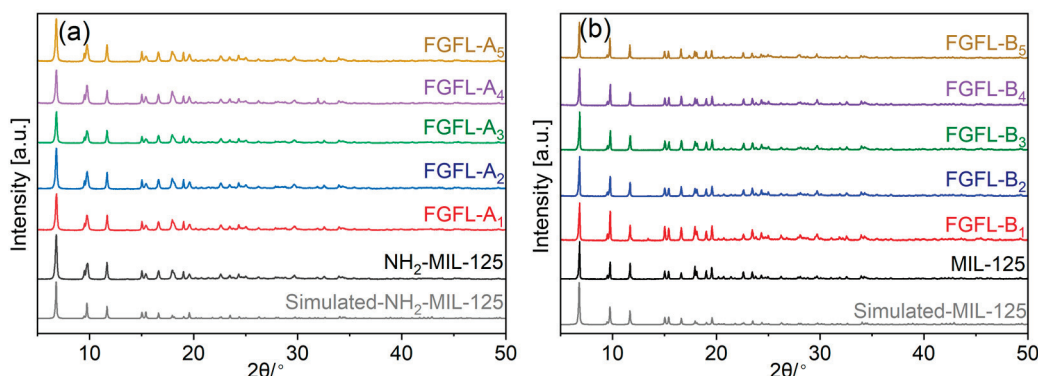 (a)
FGFL-A₅
FGFL-A₄
FGFL-A₃
FGFL-A₂
FGFL-A₁
NH₂-MIL-125
Simulated-NH₂-MIL-125
Intensity [a.u.]
10 20 30 40 50
2θ/°
(b)
FGFL-B₅
FGFL-B₄
FGFL-B₃
FGFL-B₂
FGFL-B₁
MIL-125
Simulated-MIL-125
Intensity [a.u.]
10 20 30 40 50
2θ/°